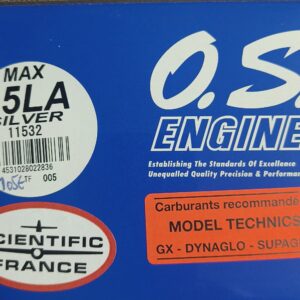 MAX
5LA
SILVER
11532
4531028022836
TF 005
O.S.
ENGINE
Establishing The Standards Of Excellence
Unequalled Quality Precision & Performan
Carburants recommandé
MODEL TECHNICS
GX - DYNAGLO - SUPAG
CIENTIFIC
FRANCE